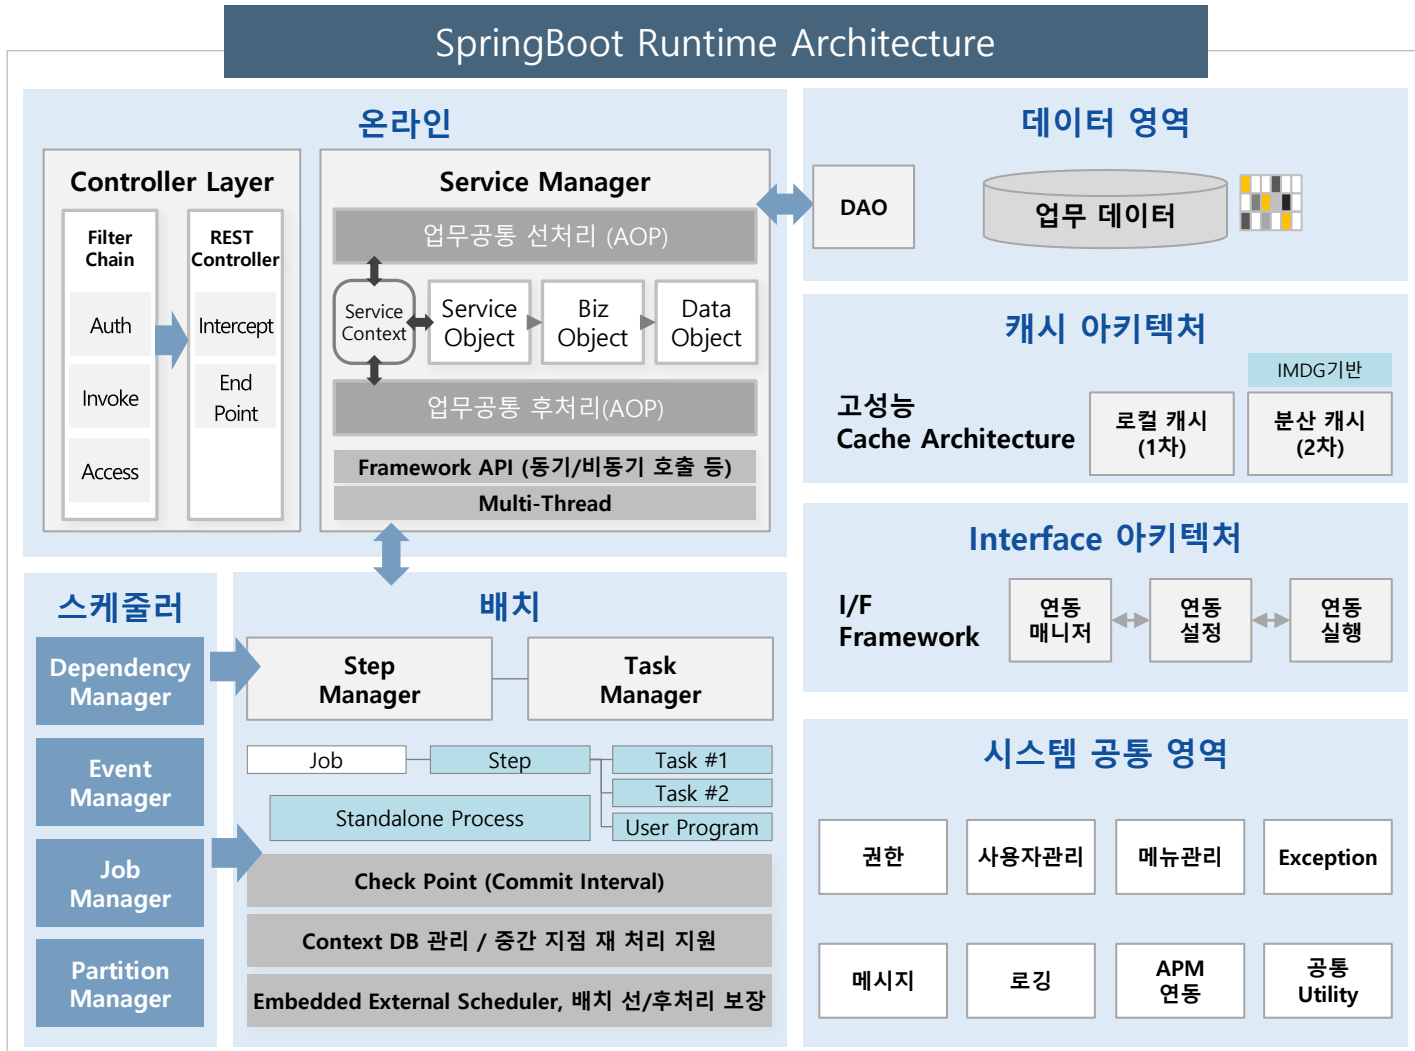 SpringBoot Runtime Architecture
온라인
Controller Layer
Filter
Chain
Auth
Invoke
Access
REST
Controller
Intercept
End
Point
Service Manager
업무공통 선처리 (AOP)
Service
Context
Service
Object
Biz
Object
Data
Object
업무공통 후처리(AOP)
Framework API (동기/비동기 호출 등)
Multi-Thread
데이터 영역
DAO
업무 데이터
캐시 아키텍처
고성능
Cache Architecture
로컬 캐시
(1차)
IMDG기반
분산 캐시
(2차)
Interface 아키텍처
I/F
Framework
연동
매니저
연동
설정
연동
실행
스케줄러
Dependency
Manager
Event
Manager
Job
Manager
Partition
Manager
배치
Step
Manager
Task
Manager
Job
Step
Task #1
Task #2
User Program
Standalone Process
Check Point (Commit Interval)
Context DB 관리 / 중간 지점 재 처리 지원
Embedded External Scheduler, 배치 선/후처리 보장
시스템 공통 영역
권한
사용자관리
메뉴관리
Exception
메시지
로깅
APM
연동
공통
Utility